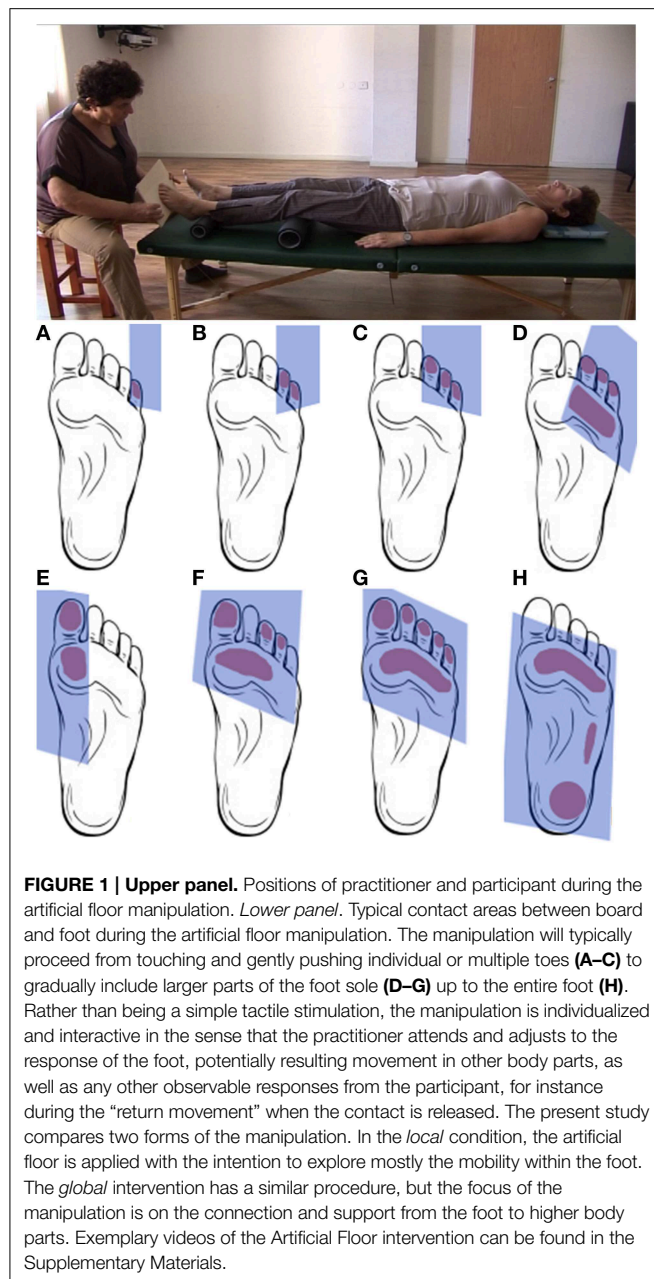 A B C D
E F G H
FIGURE 1 | Upper panel. Positions of practitioner and participant during the
artificial floor manipulation. Lower panel. Typical contact areas between board
and foot during the artificial floor manipulation. The manipulation will typically
proceed from touching and gently pushing individual or multiple toes (A–C) to
gradually include larger parts of the foot sole (D–G) up to the entire foot (H).
Rather than being a simple tactile stimulation, the manipulation is individualized
and interactive in the sense that the practitioner attends and adjusts to the
response of the foot, potentially resulting movement in other body parts, as
well as any other observable responses from the participant, for instance
during the “return movement” when the contact is released. The present study
compares two forms of the manipulation. In the local condition, the artificial
floor is applied with the intention to explore mostly the mobility within the foot.
The global intervention has a similar procedure, but the focus of the
manipulation is on the connection and support from the foot to higher body
parts. Exemplary videos of the Artificial Floor intervention can be found in the
Supplementary Materials.